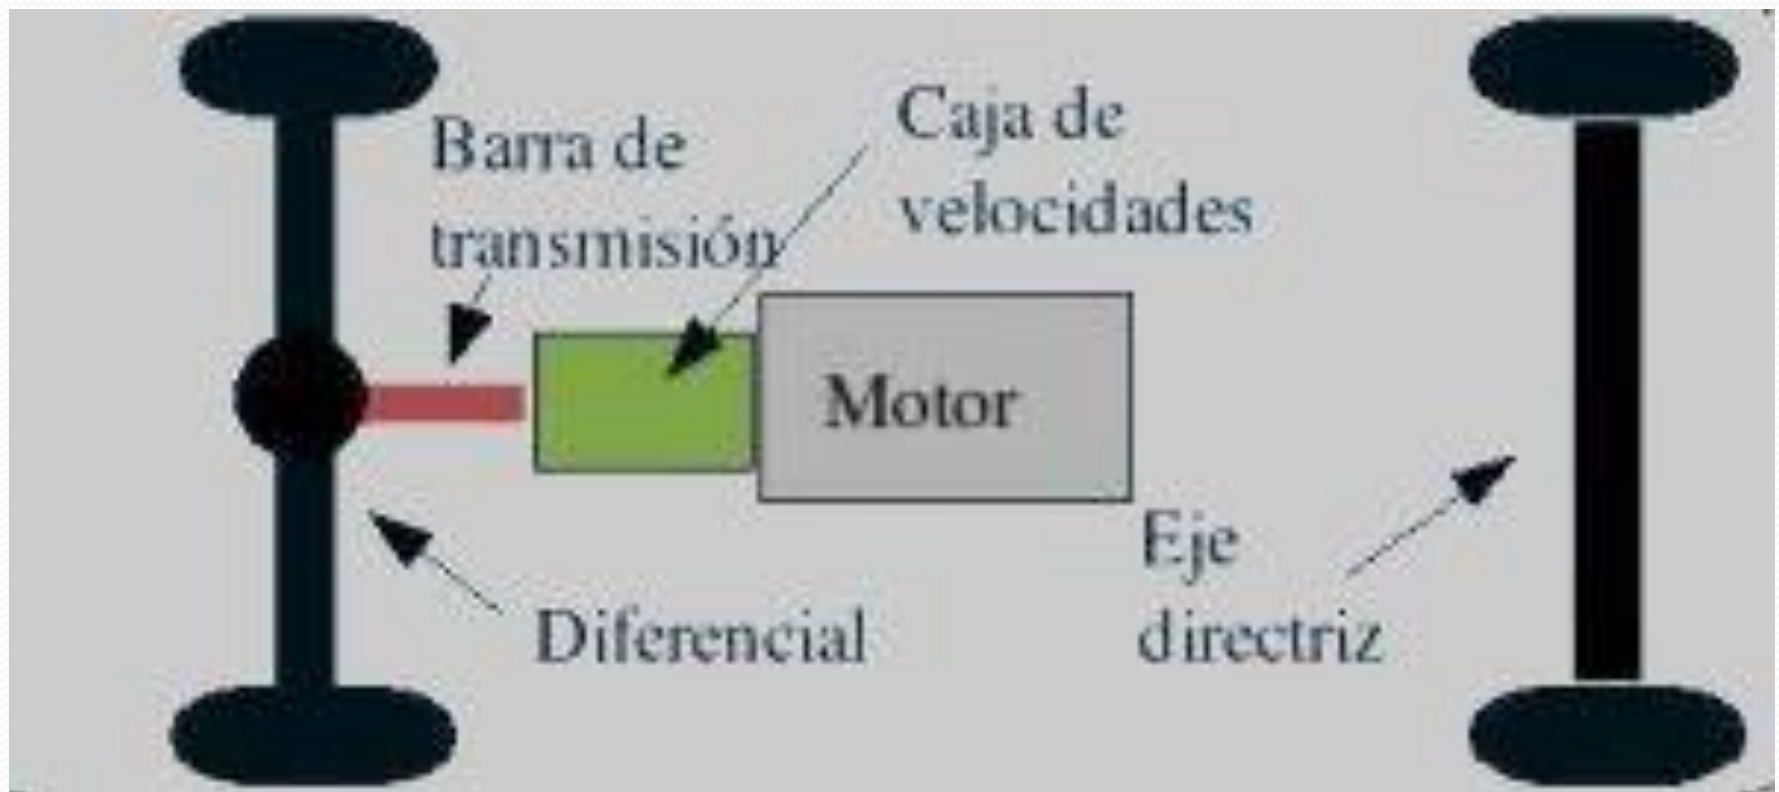 Barra de
transmisión
Caja de
velocidades
Motor
Eje
directriz
Diferencial